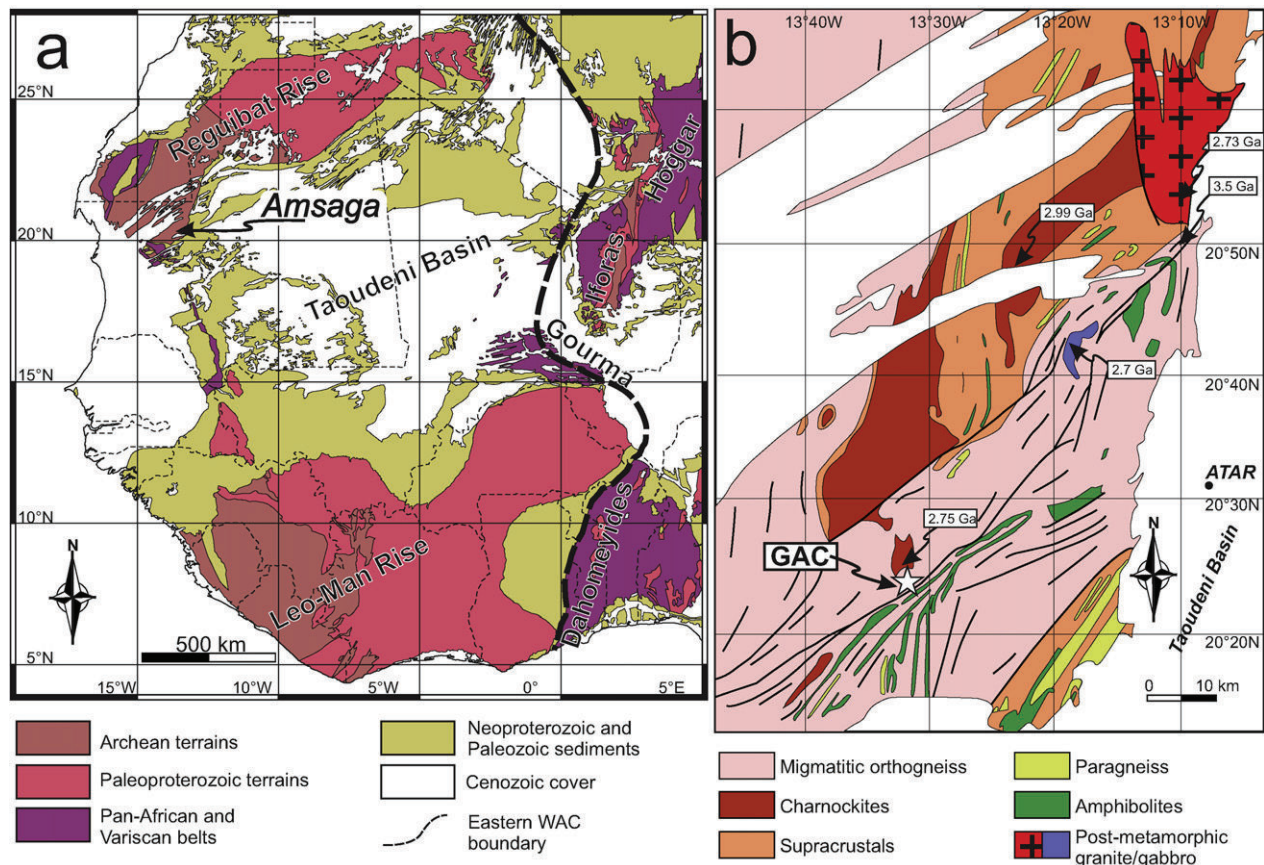 a
25°N
20°N
15°N
10°N
5°N
15°W
10°W
5°W
0°
5°E
Reguibat Rise
Amsaga
Taoudeni Basin
Hoggar
Iforas
Gourma
Leo-Man Rise
Dahomeyides
N
500 km
Archean terrains
Paleoproterozoic terrains
Pan-African and
Variscan belts
Neoproterozoic and
Paleozoic sediments
Cenozoic cover
Eastern WAC
boundary
b
13°40W
13°30W
13°20W
13°10W
2.73 Ga
3.5 Ga
2.99 Ga
20°50N
2.7 Ga
20°40N
ATAR
20°30N
2.75 Ga
GAC
N
Taoudeni Basin
20°20N
0 10 km
Migmatitic orthogneiss
Charnockites
Supracrustals
Paragneiss
Amphibolites
Post-metamorphic
granite/gabbro